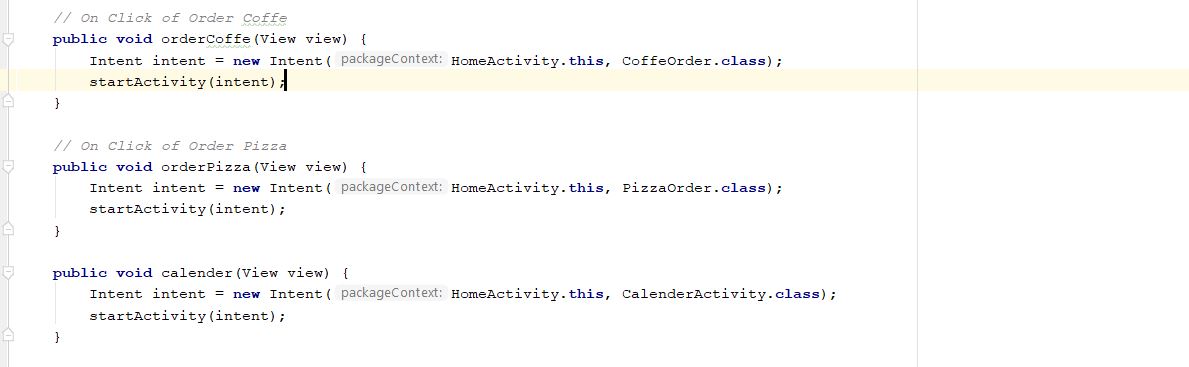 // On Click of Order Coffe
public void orderCoffe(View view) {
Intent intent = new Intent( packageContext: HomeActivity.this, CoffeOrder.class);
startActivity(intent);
}
// On Click of Order Pizza
public void orderPizza(View view) {
Intent intent = new Intent( packageContext: HomeActivity.this, PizzaOrder.class);
startActivity(intent);
}
public void calender(View view) {
Intent intent = new Intent( packageContext: HomeActivity.this, CalenderActivity.class);
startActivity(intent);
}